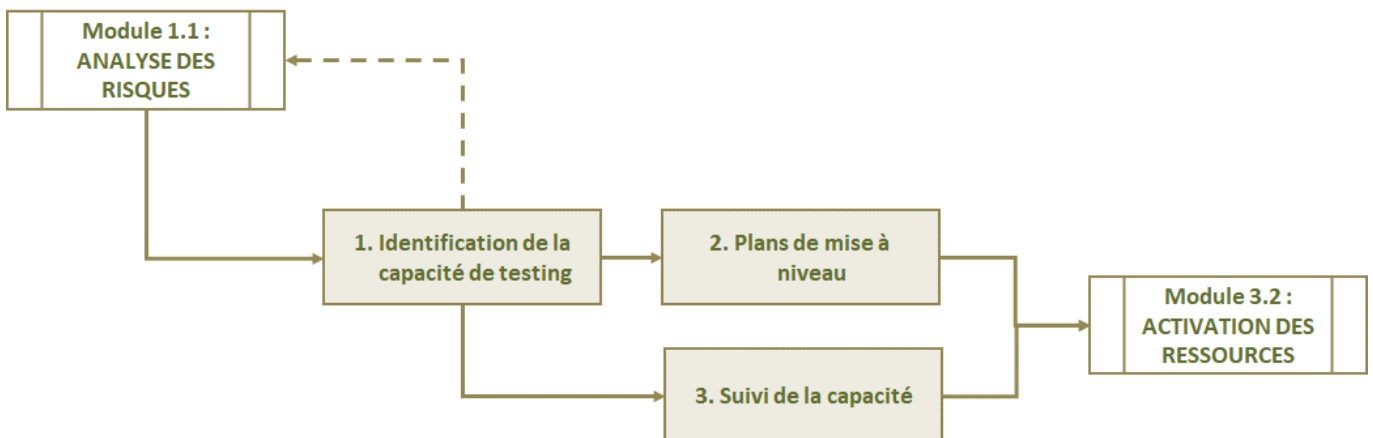 Module 1.1 :
ANALYSE DES
RISQUES
1. Identification de la
capacité de testing
2. Plans de mise à
niveau
3. Suivi de la capacité
Module 3.2 :
ACTIVATION DES
RESSOURCES